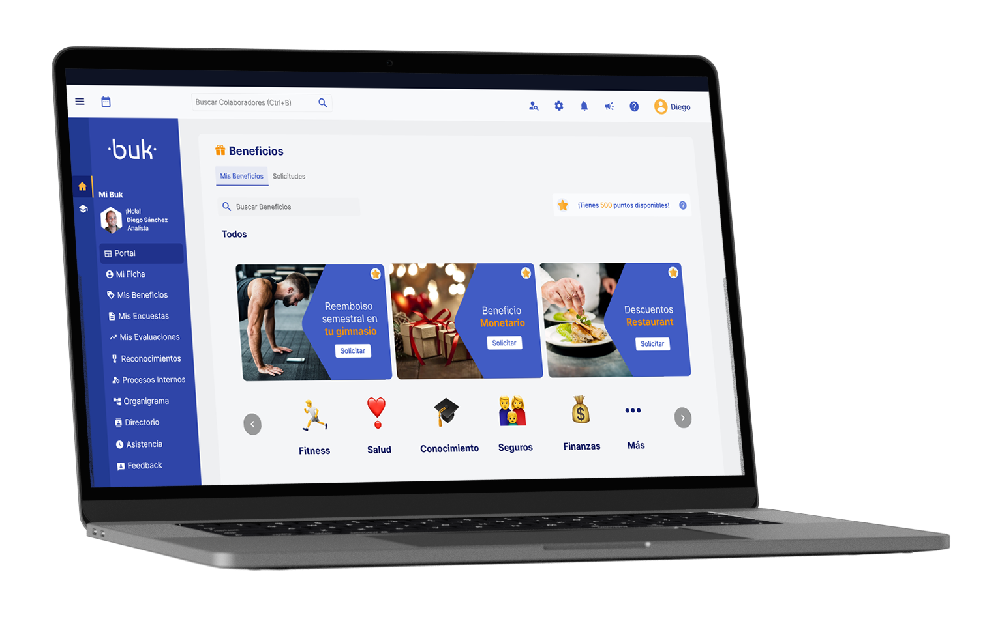 Buscar Colaboradores (Ctrl+B)
Diego
·buk·
Mi Buk
¡Hola!
Diego Sánchez
Analista
Portal
Mi Ficha
Mis Beneficios
Mis Encuestas
Mis Evaluaciones
Reconocimientos
Procesos Internos
Organigrama
Directorio
Asistencia
Feedback
Beneficios
Mis Beneficios
Solicitudes
Buscar Beneficios
¡Tienes 500 puntos disponibles!
Todos
Reembolso
semestral en
tu gimnasio
Solicitar
Beneficio
Monetario
Solicitar
Descuentos
Restaurant
Solicitar
Fitness
Salud
Conocimiento
Seguros
Finanzas
Más